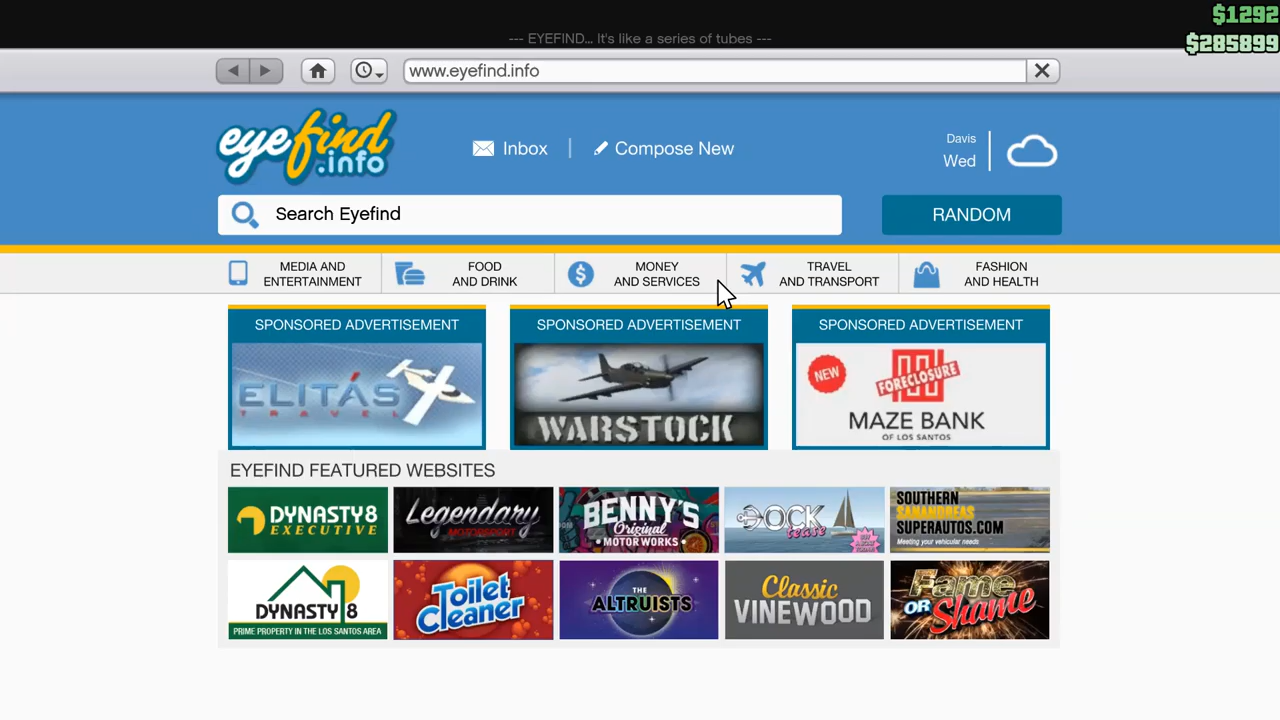 $1292
--- EYEFIND... It's like a series of tubes ---
$285899
www.eyefind.info
eyefind
.info
Inbox
Compose New
Davis
Wed
Search Eyefind
RANDOM
MEDIA AND
ENTERTAINMENT
FOOD
AND DRINK
MONEY
AND SERVICES
TRAVEL
AND TRANSPORT
FASHION
AND HEALTH
SPONSORED ADVERTISEMENT
ELITÁS
TRAVEL
SPONSORED ADVERTISEMENT
WARSTOCK
SPONSORED ADVERTISEMENT
NEW
FORECLOSURE
MAZE BANK
OF LOS SANTOS
EYEFIND FEATURED WEBSITES
DYNASTY 8
EXECUTIVE
Legendary
MOTORSPORT
BENNY'S
Original
MOTOR WORKS
DOCK
tease
SOUTHERN
SANANDREAS
SUPERAUTOS.COM
Meeting your vehicular needs
DYNASTY 8
PRIME PROPERTY IN THE LOS SANTOS AREA
Toilet
Cleaner
THE
ALTRUISTS
Classic
VINEWOOD
Fame
OR Shame